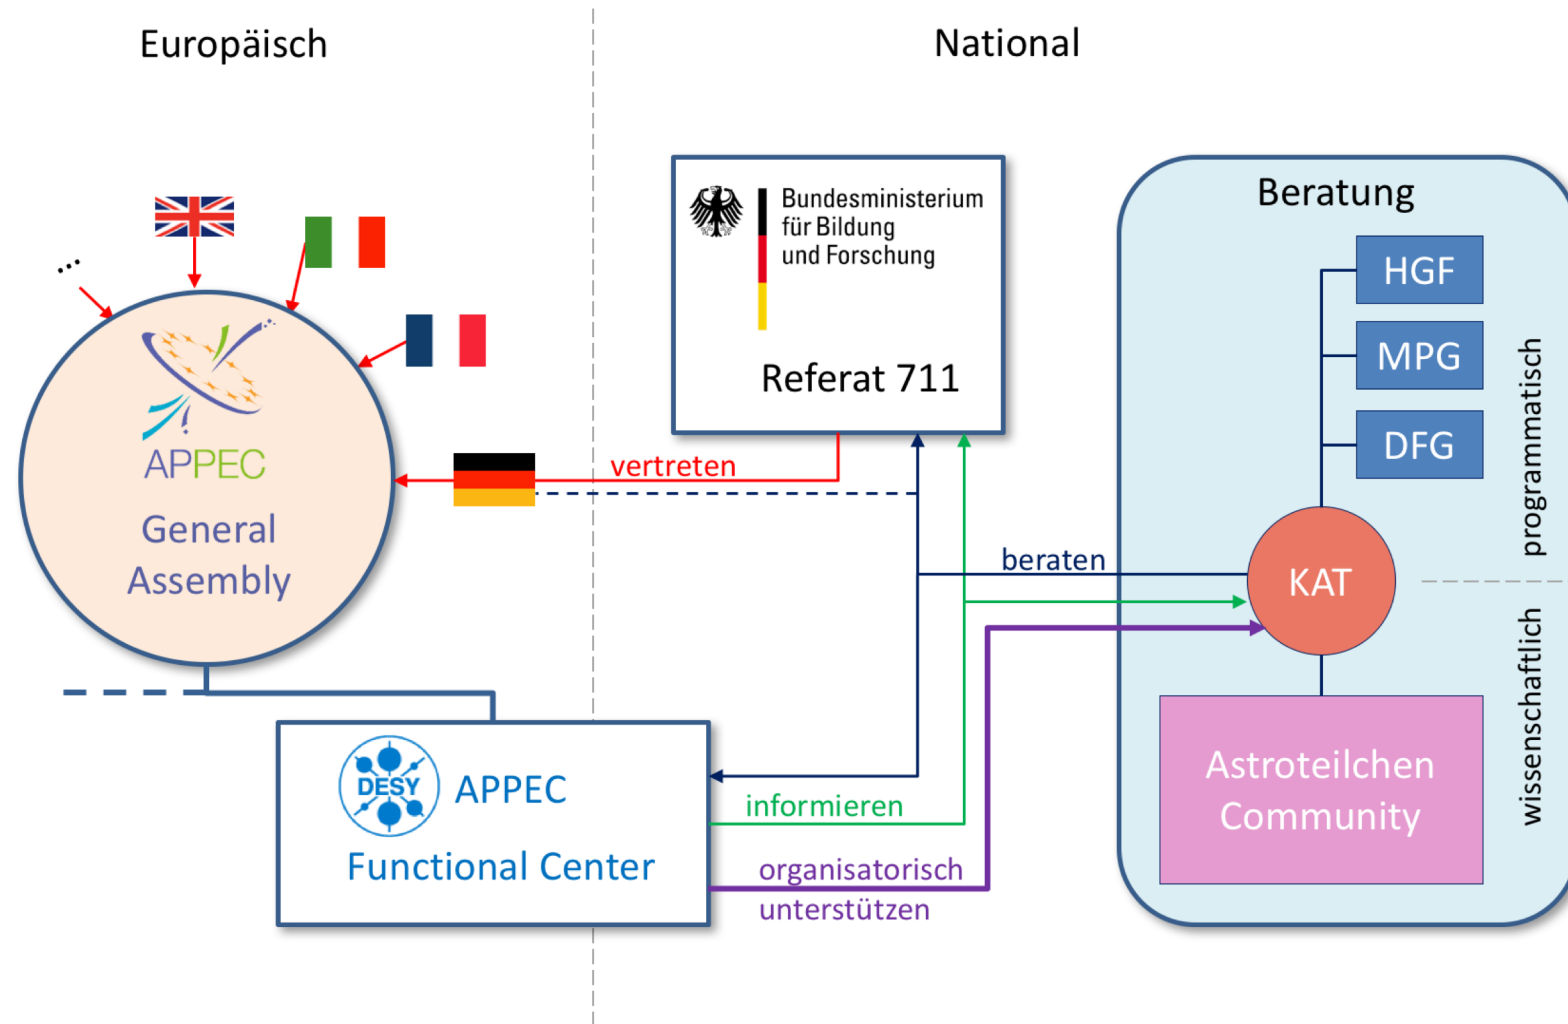 Europäisch
National
...
APPEC
General
Assembly
Bundesministerium
für Bildung
und Forschung
Referat 711
vertreten
beraten
Beratung
HGF
MPG
DFG
KAT
programmatisch
wissenschaftlich
Astroteilchen
Community
DESY
APPEC
Functional Center
informieren
organisatorisch
unterstützen